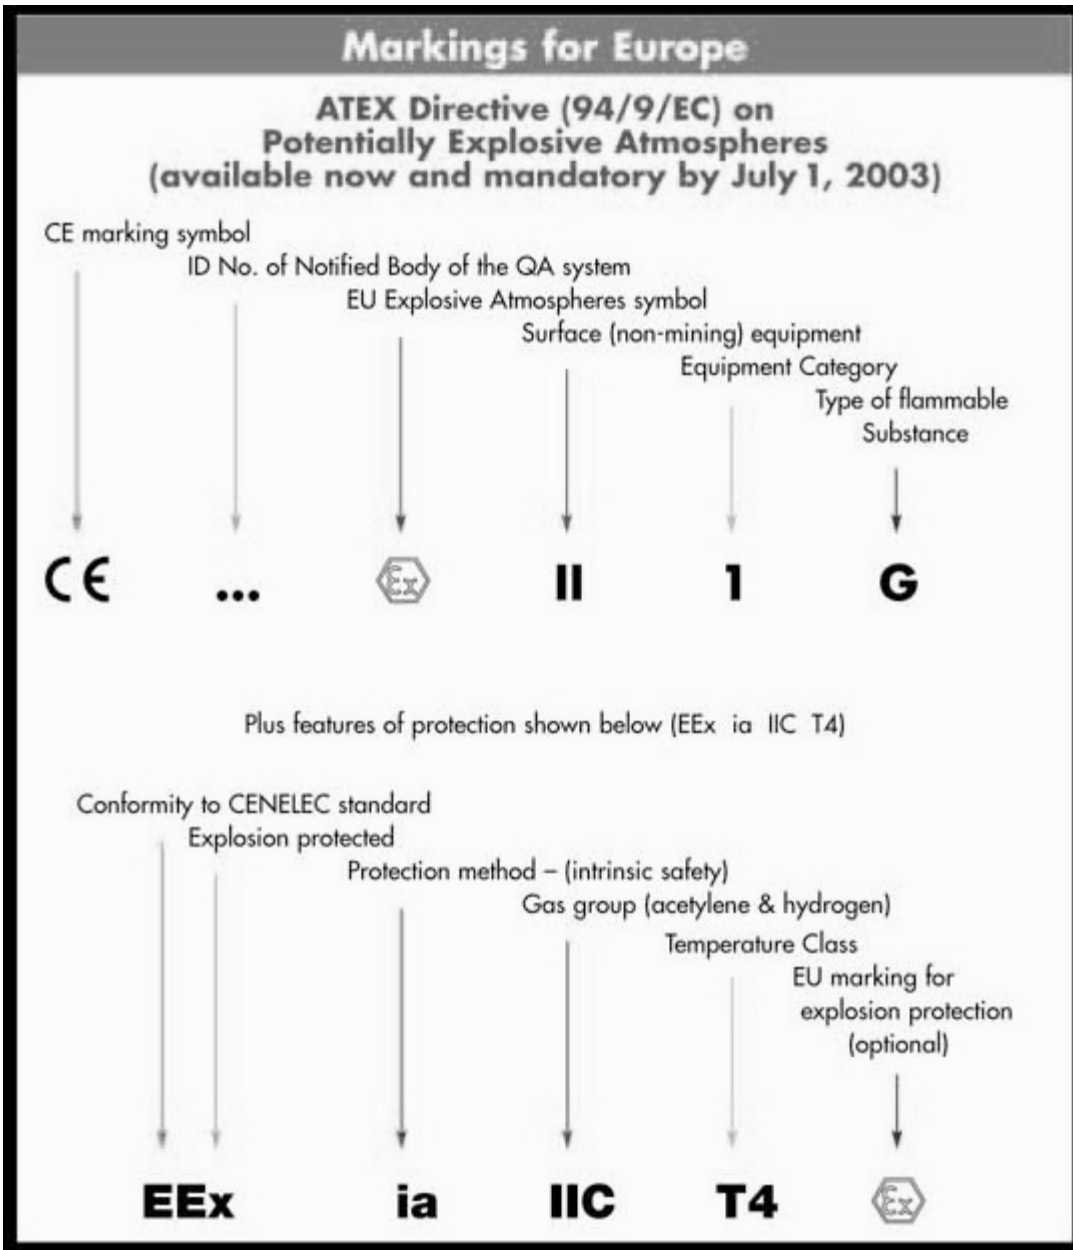 Markings for Europe
ATEX Directive (94/9/EC) on
Potentially Explosive Atmospheres
(available now and mandatory by July 1, 2003)
CE marking symbol
ID No. of Notified Body of the QA system
EU Explosive Atmospheres symbol
Surface (non-mining) equipment
Equipment Category
Type of flammable
Substance
CE ... Ex II 1 G
Plus features of protection shown below (EEx ia IIC T4)
Conformity to CENELEC standard
Explosion protected
Protection method – (intrinsic safety)
Gas group (acetylene & hydrogen)
Temperature Class
EU marking for
explosion protection
(optional)
EEx ia IIC T4 Ex